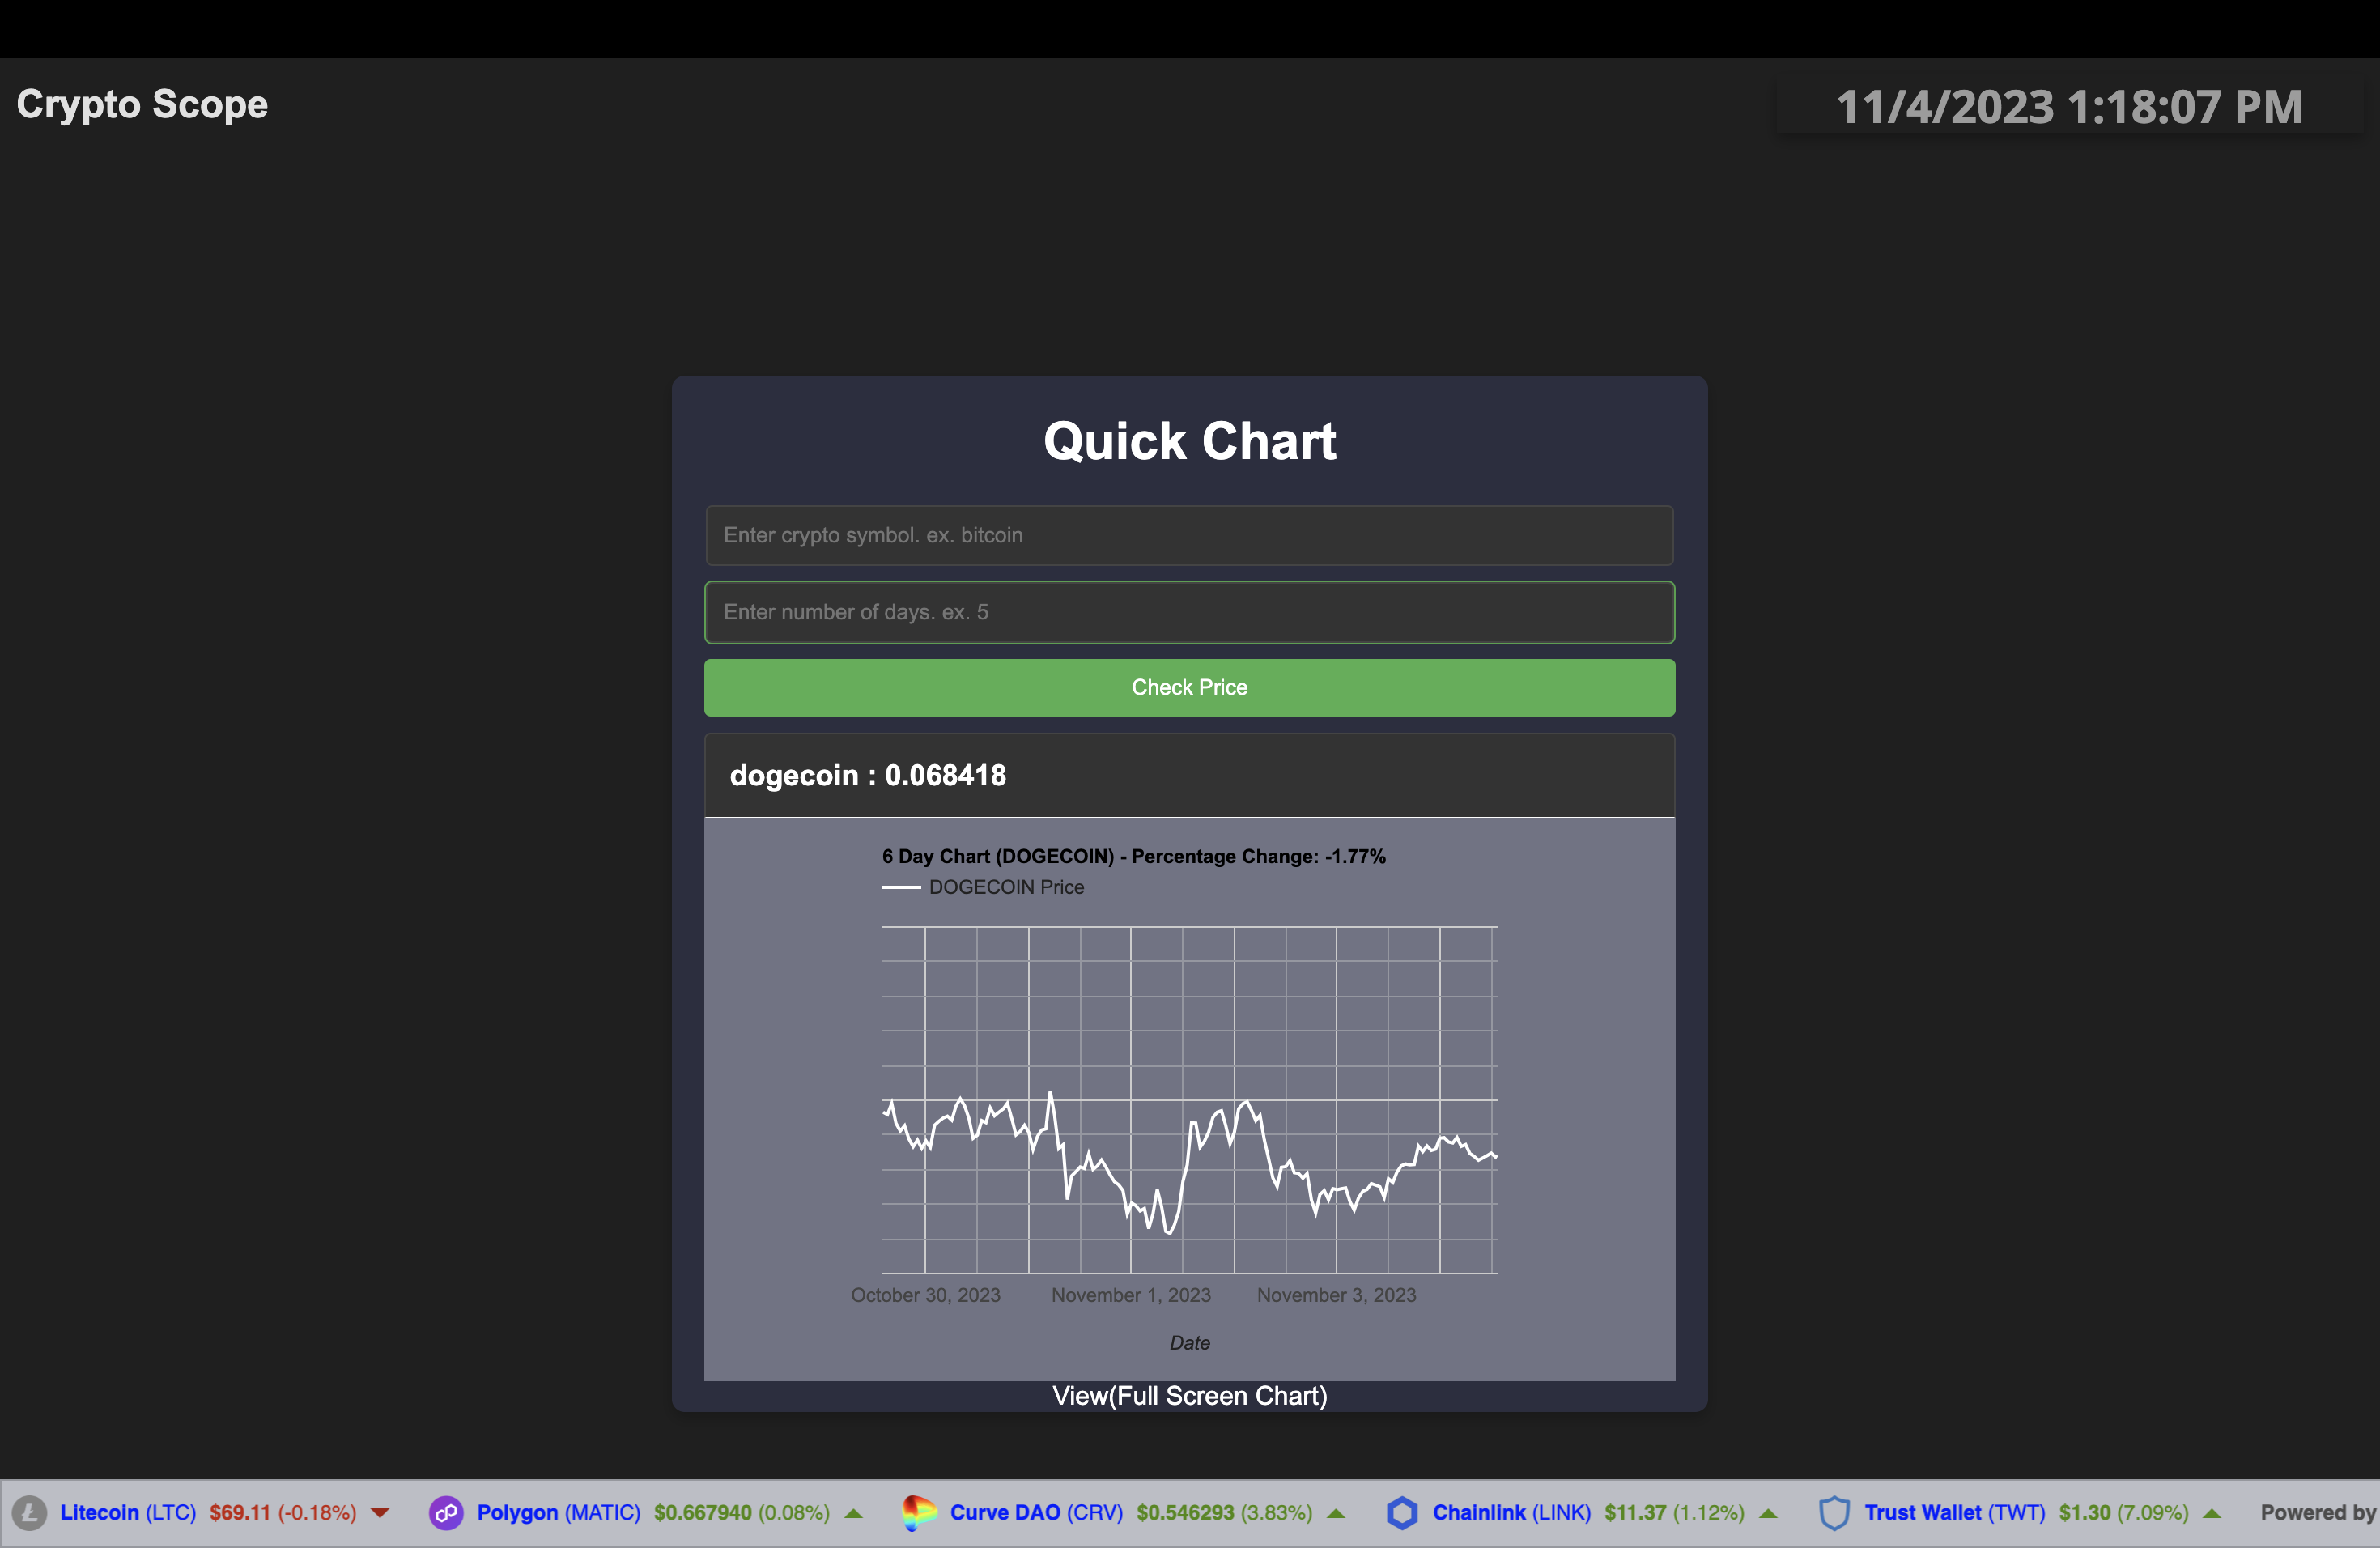 Crypto Scope
11/4/2023 1:18:07 PM
Quick Chart
Enter crypto symbol. ex. bitcoin
Enter number of days. ex. 5
Check Price
dogecoin : 0.068418
6 Day Chart (DOGECOIN) - Percentage Change: -1.77%
DOGECOIN Price
October 30, 2023 November 1, 2023 November 3, 2023
Date
View(Full Screen Chart)
Litecoin (LTC) $69.11 (-0.18%) Polygon (MATIC) $0.667940 (0.08%) Curve DAO (CRV) $0.546293 (3.83%) Chainlink (LINK) $11.37 (1.12%) Trust Wallet (TWT) $1.30 (7.09%) Powered by